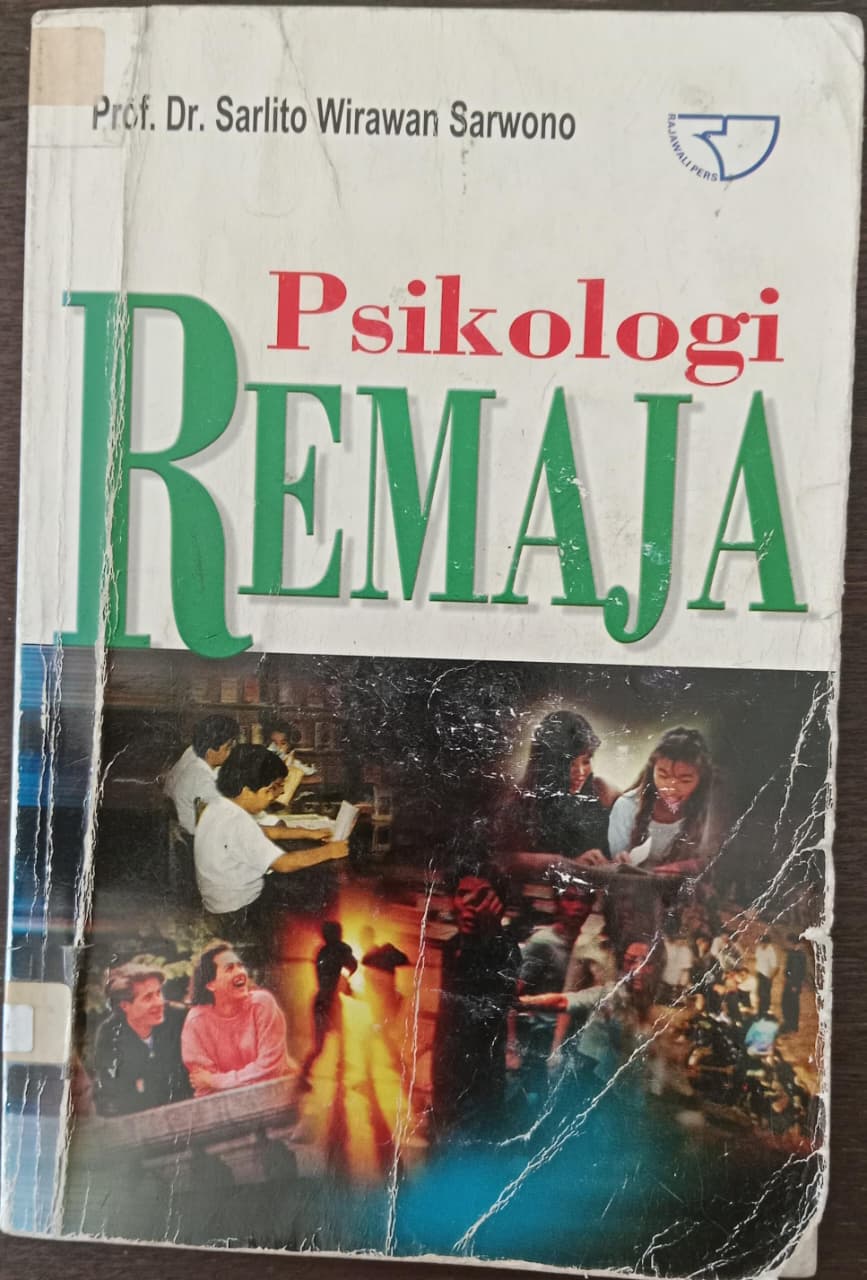 Prof. Dr. Sarlito Wirawan Sarwono
RAJAWALI PERS
Psikologi
REMAJA